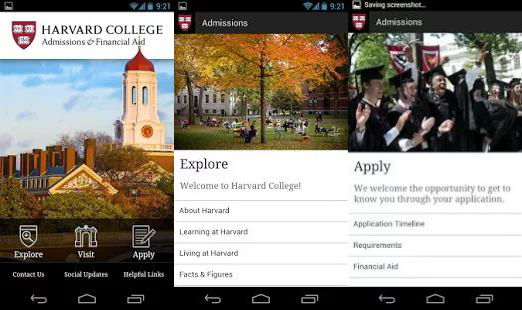 9:21
HARVARD COLLEGE
Admissions & Financial Aid
Explore
Visit
Apply
Contact Us
Social Updates
Helpful Links
9:21
Admissions
Explore
Welcome to Harvard College!
About Harvard
Learning at Harvard
Living at Harvard
Facts & Figures
Saving screenshot...
Admissions
Apply
We welcome the opportunity to get
to know you through your application.
Application Timeline
Requirements
Financial Aid